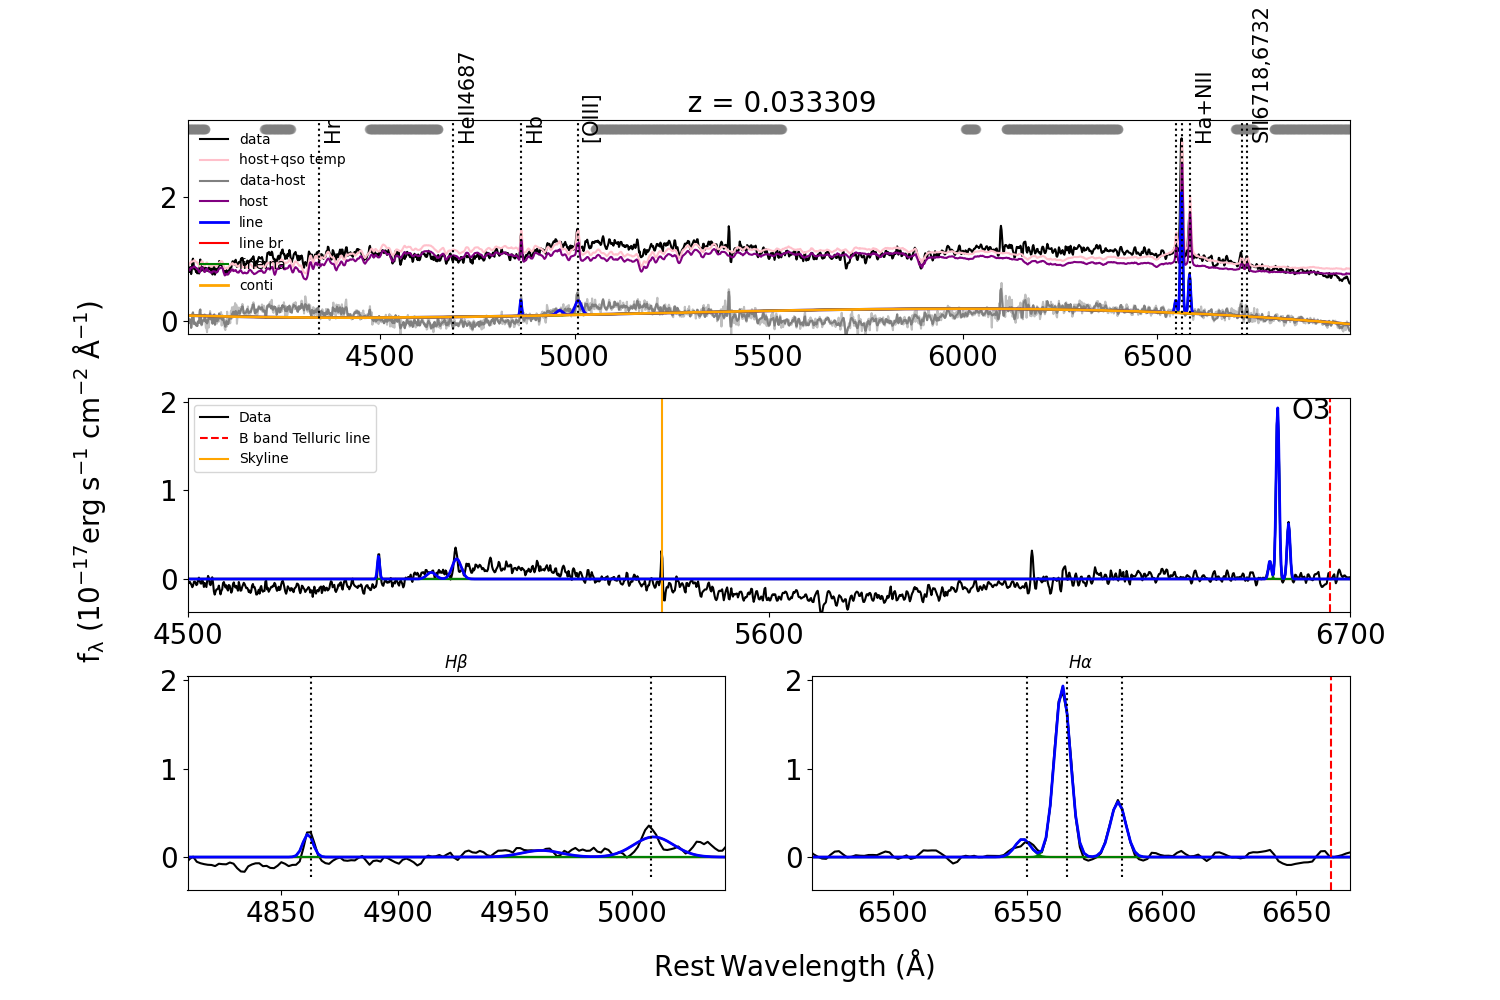 z = 0.033309
Hr
HeII4687
Hb
[OIII]
Ha+NII
SII6718,6732
data
host+qso temp
data-host
host
line
line br
conti
2
0
4500 5000 5500 6000 6500
Data
B band Telluric line
Skyline
O3
2
1
0
4500 5600 6700
f_λ (10^{-17}erg s^{-1} cm^{-2} Å^{-1})
Hβ
2
1
0
4850 4900 4950 5000
Hα
2
1
0
6500 6550 6600 6650
Rest Wavelength (Å)